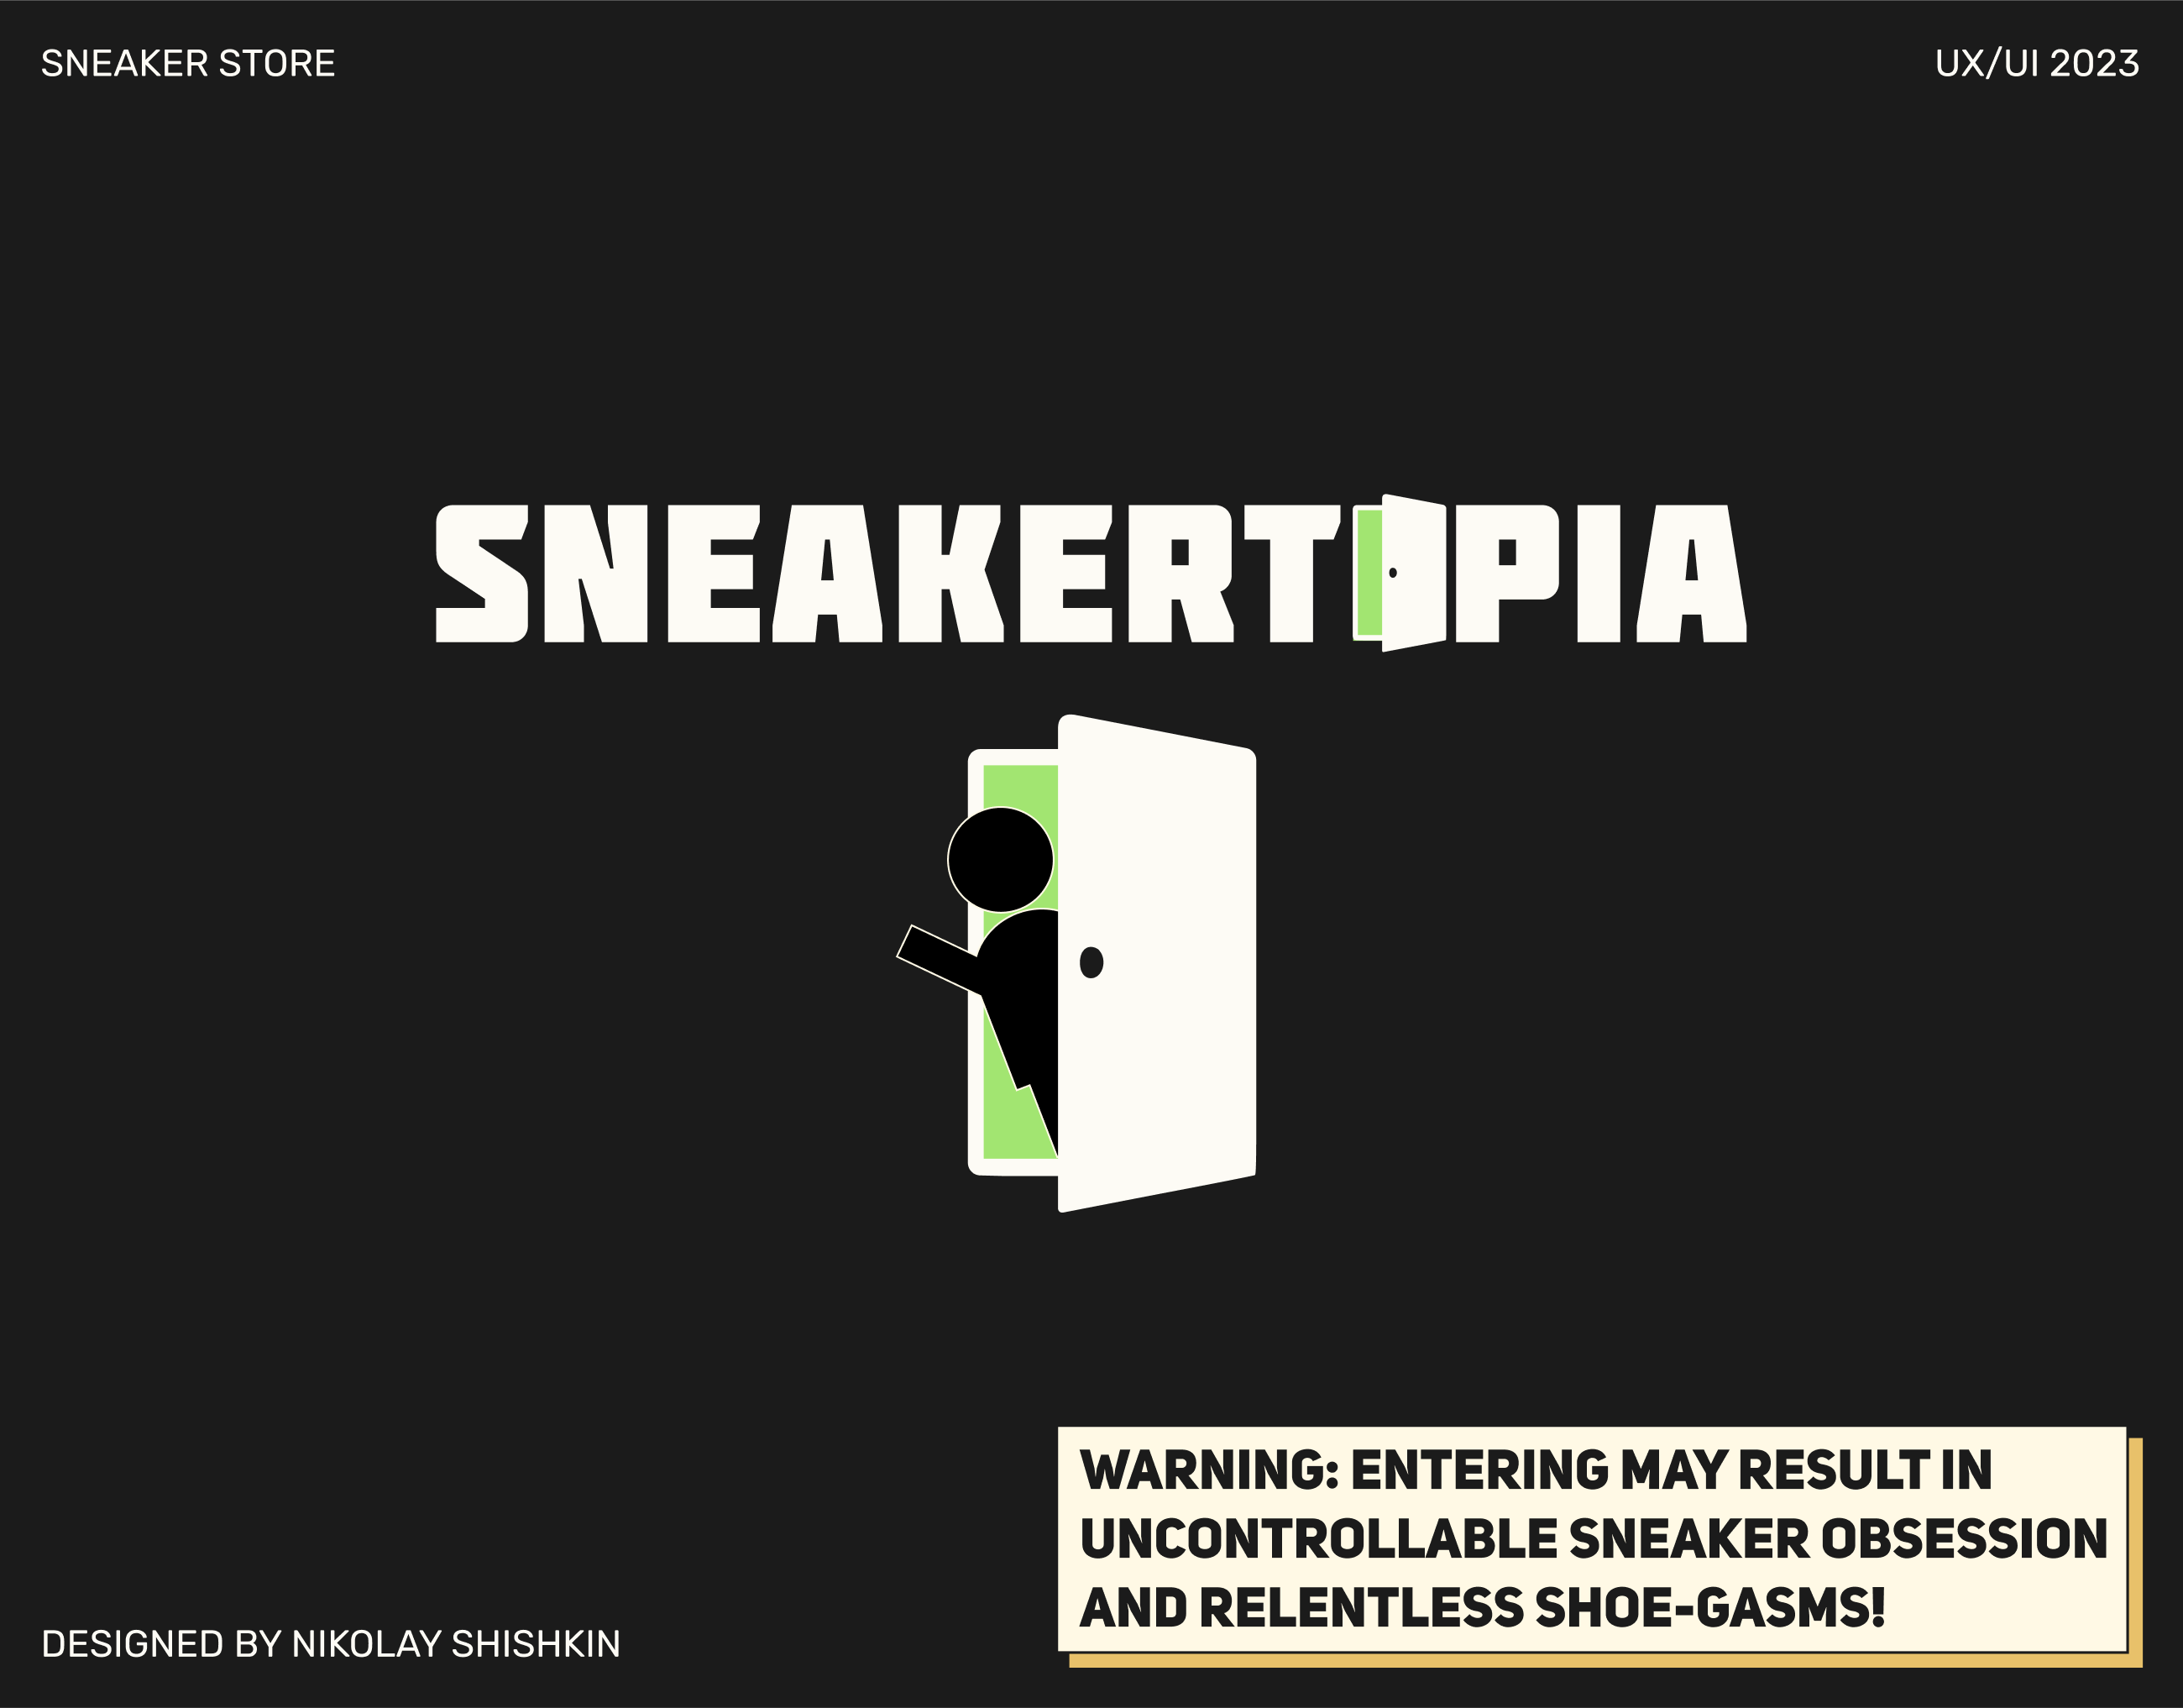 SNEAKER STORE
UX/UI 2023
SNEAKERTOPIA
WARNING: ENTERING MAY RESULT IN
UNCONTROLLABLE SNEAKER OBSESSION
AND RELENTLESS SHOE-GASMS!
DESIGNED BY NIKOLAY SHISHKIN